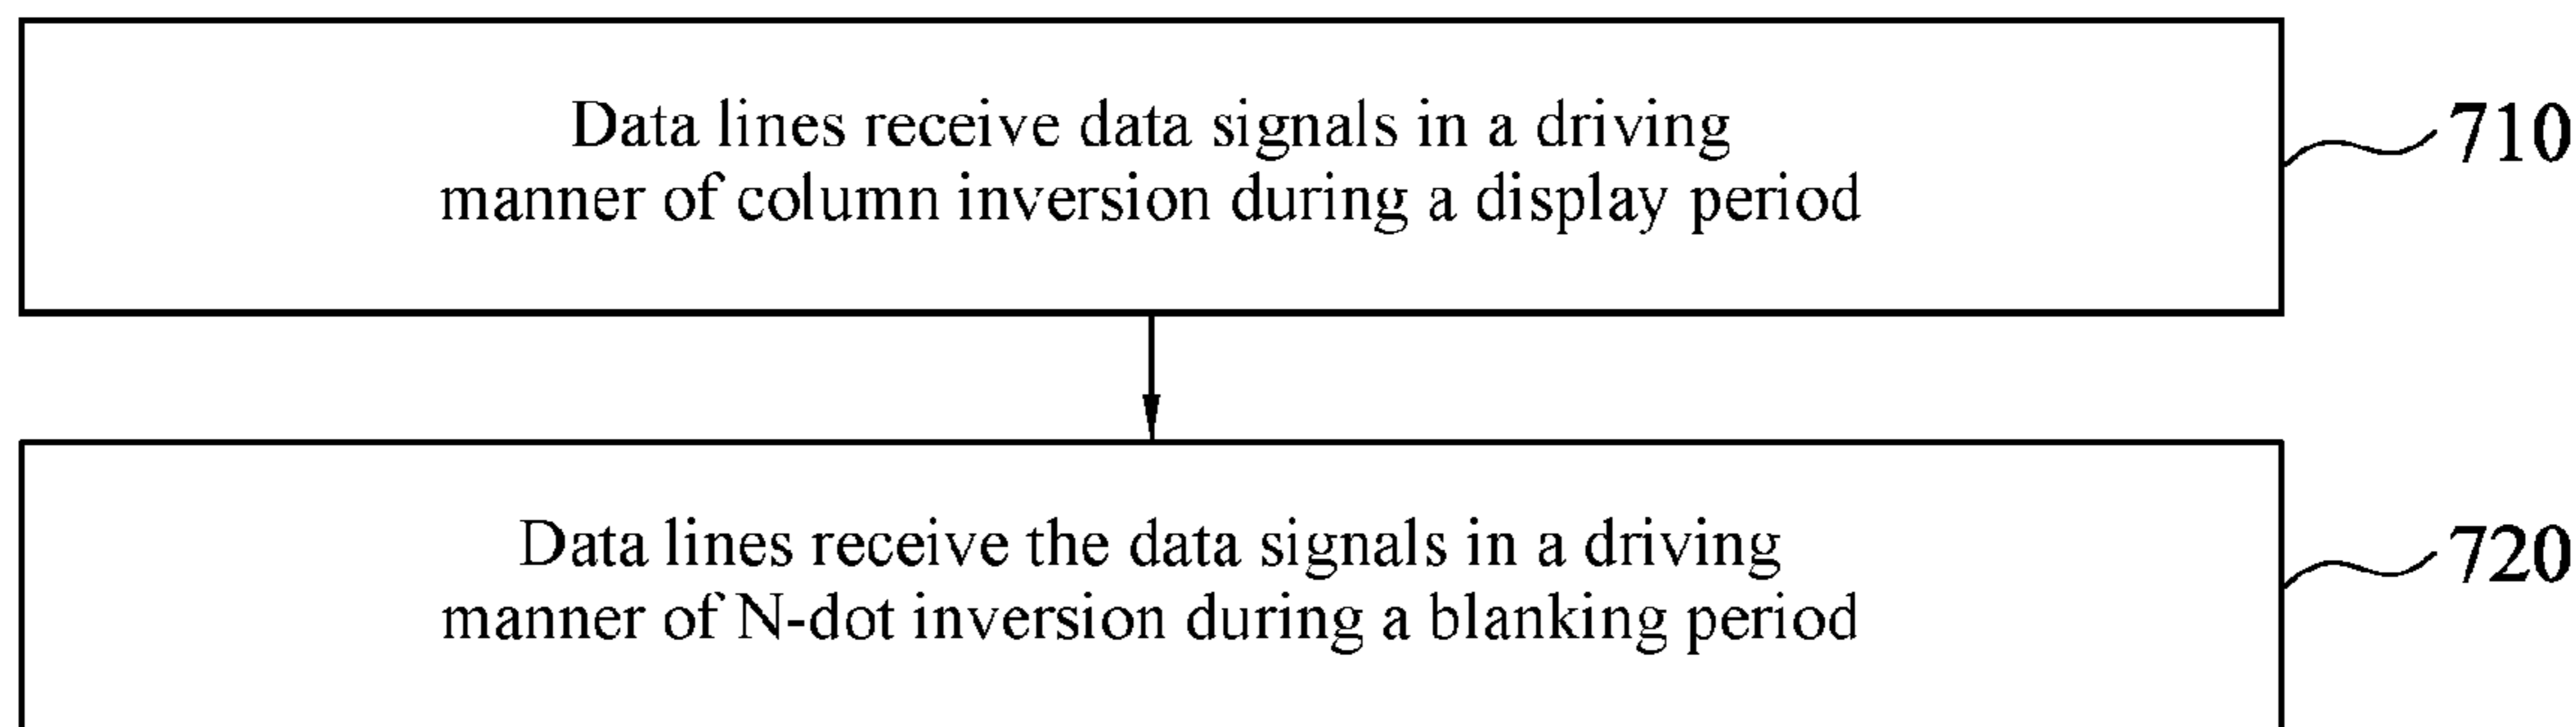 Data lines receive data signals in a driving
manner of column inversion during a display period
710
Data lines receive the data signals in a driving
manner of N-dot inversion during a blanking period
720